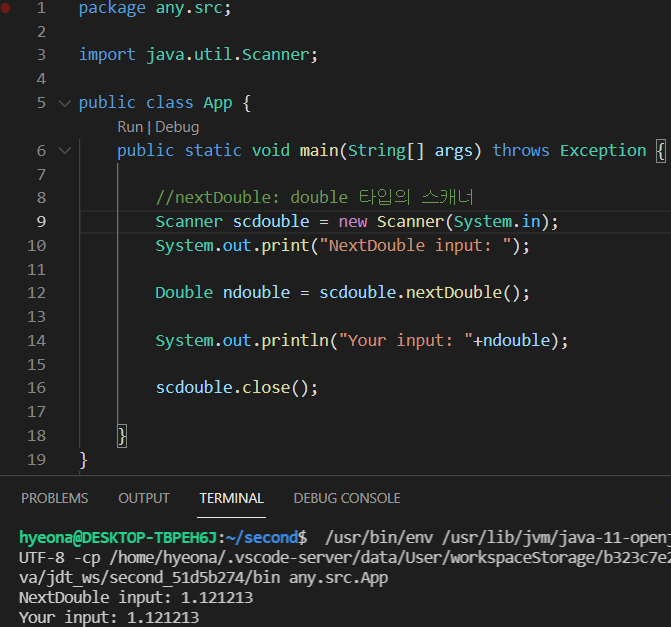 1 package any.src;
2
3 import java.util.Scanner;
4
5 public class App {
Run | Debug
6 public static void main(String[] args) throws Exception {
7
8 //nextDouble: double 타입의 스캐너
9 Scanner scdouble = new Scanner(System.in);
10 System.out.print("NextDouble input: ");
11
12 Double ndouble = scdouble.nextDouble();
13
14 System.out.println("Your input: "+ndouble);
15
16 scdouble.close();
17
18 }
19 }
PROBLEMS OUTPUT TERMINAL DEBUG CONSOLE
hyeona@DESKTOP-TBPEH6J:~/second$ /usr/bin/env /usr/lib/jvm/java-11-openj
UTF-8 -cp /home/hyeona/.vscode-server/data/User/workspaceStorage/b323c7e2
va/jdt_ws/second_51d5b274/bin any.src.App
NextDouble input: 1.121213
Your input: 1.121213